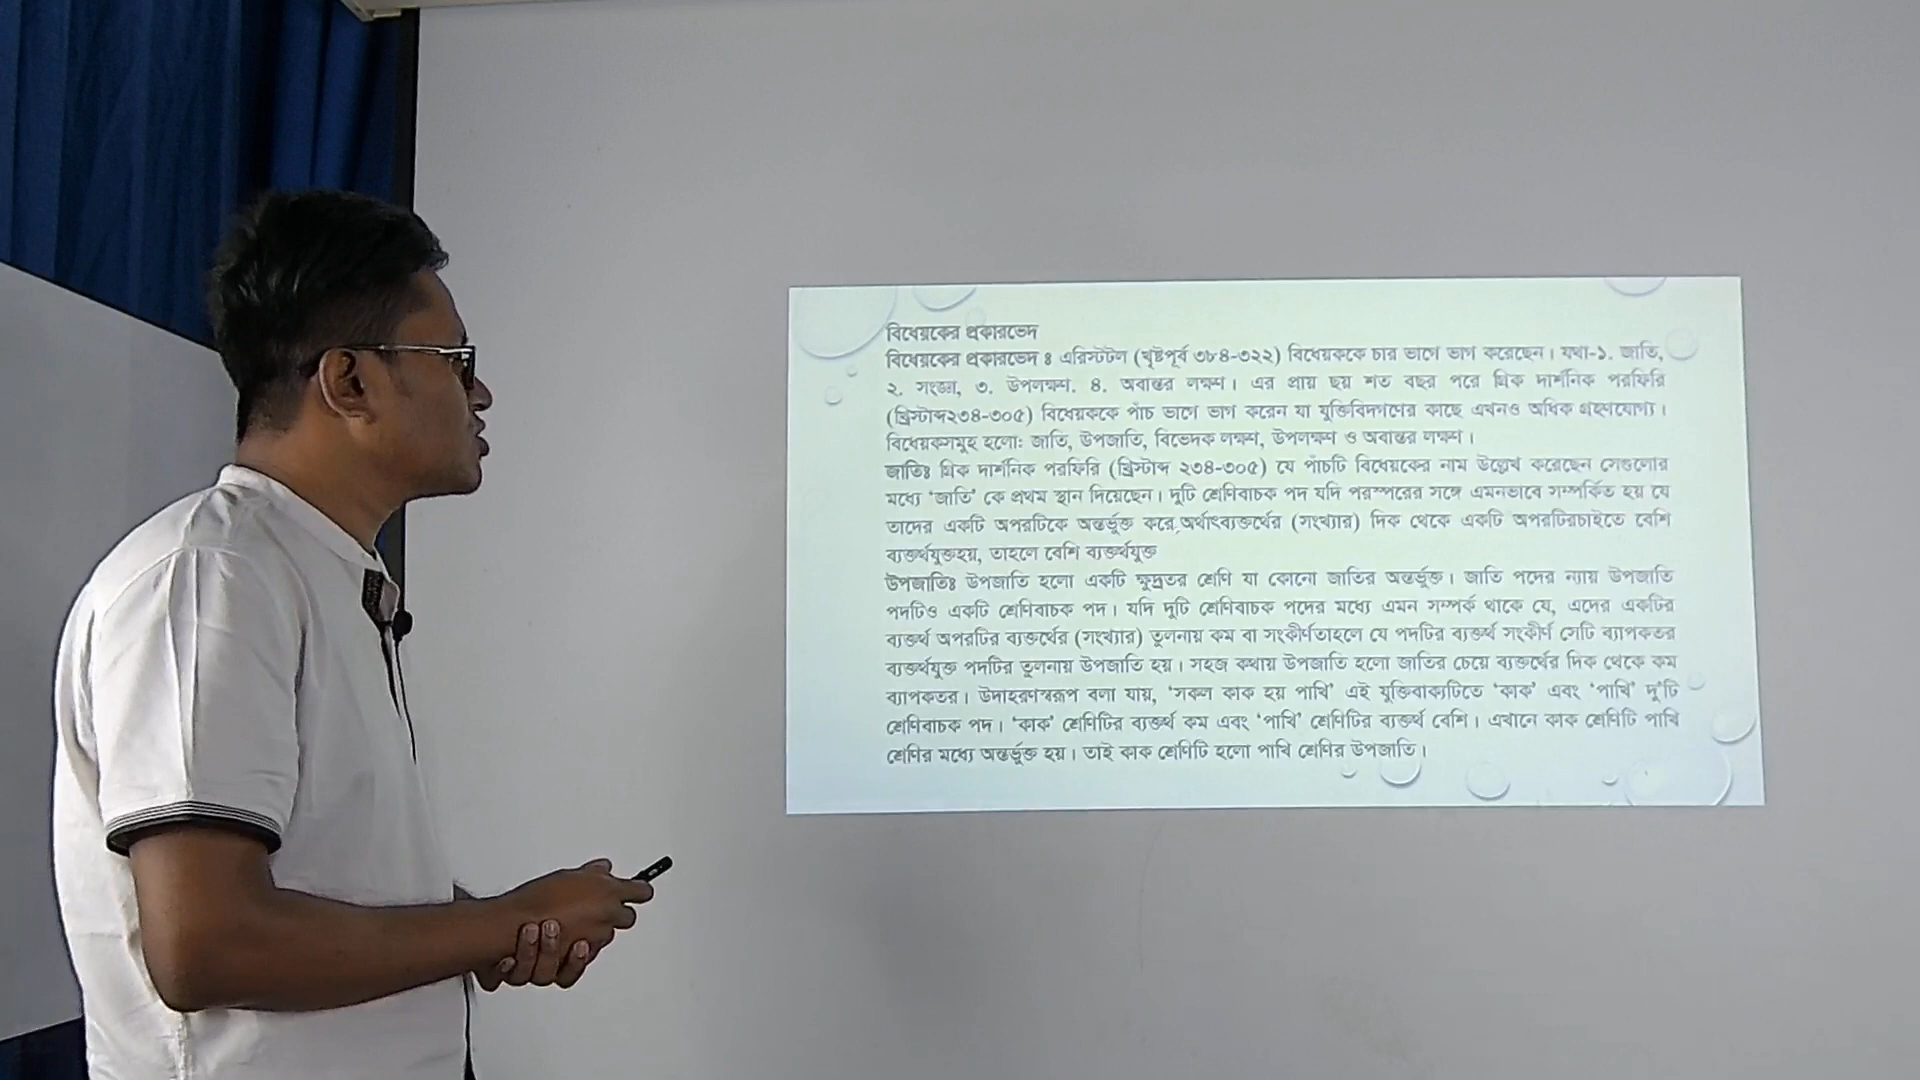 বিধেয়কের প্রকারভেদ
বিধেয়কের প্রকারভেদ ঃ এরিস্টটল (খৃষ্টপূর্ব ৩৮৪-৩২২) বিধেয়ককে চার ভাগে ভাগ করেছেন। যথা-১. জাতি,
২. সংজ্ঞা, ৩. উপলক্ষণ. ৪. অবান্তর লক্ষণ। এর প্রায় ছয় শত বছর পরে গ্রিক দার্শনিক পরফিরি
(খ্রিস্টাব্দ২৩৪-৩০৫) বিধেয়ককে পাঁচ ভাগে ভাগ করেন যা যুক্তিবিদগণের কাছে এখনও অধিক গ্রহণযোগ্য।
বিধেয়কসমুহ হলোঃ জাতি, উপজাতি, বিভেদক লক্ষণ, উপলক্ষণ ও অবান্তর লক্ষণ।
জাতিঃ গ্রিক দার্শনিক পরফিরি (খ্রিস্টাব্দ ২৩৪-৩০৫) যে পাঁচটি বিধেয়কের নাম উল্লেখ করেছেন সেগুলোর
মধ্যে ‘জাতি’ কে প্রথম স্থান দিয়েছেন। দুটি শ্রেণিবাচক পদ যদি পরস্পরের সঙ্গে এমনভাবে সম্পর্কিত হয় যে
তাদের একটি অপরটিকে অন্তর্ভুক্ত করে,অর্থাৎব্যক্তর্থের (সংখ্যার) দিক থেকে একটি অপরটিরচাইতে বেশি
ব্যক্তর্থযুক্তহয়, তাহলে বেশি ব্যক্তর্থযুক্ত
উপজাতিঃ উপজাতি হলো একটি ক্ষুদ্রতর শ্রেণি যা কোনো জাতির অন্তর্ভুক্ত। জাতি পদের ন্যায় উপজাতি
পদটিও একটি শ্রেণিবাচক পদ। যদি দুটি শ্রেণিবাচক পদের মধ্যে এমন সম্পর্ক থাকে যে, এদের একটির
ব্যক্তর্থ অপরটির ব্যক্তর্থের (সংখ্যার) তুলনায় কম বা সংকীর্ণতাহলে যে পদটির ব্যক্তর্থ সংকীর্ণ সেটি ব্যাপকতর
ব্যক্তর্থযুক্ত পদটির তুলনায় উপজাতি হয়। সহজ কথায় উপজাতি হলো জাতির চেয়ে ব্যক্তর্থের দিক থেকে কম
ব্যাপকতর। উদাহরণস্বরূপ বলা যায়, ‘সকল কাক হয় পাখি’ এই যুক্তিবাক্যটিতে ‘কাক’ এবং ‘পাখি’ দু’টি
শ্রেণিবাচক পদ। ‘কাক’ শ্রেণিটির ব্যক্তর্থ কম এবং ‘পাখি’ শ্রেণিটির ব্যক্তর্থ বেশি। এখানে কাক শ্রেণিটি পাখি
শ্রেণির মধ্যে অন্তর্ভুক্ত হয়। তাই কাক শ্রেণিটি হলো পাখি শ্রেণির উপজাতি।